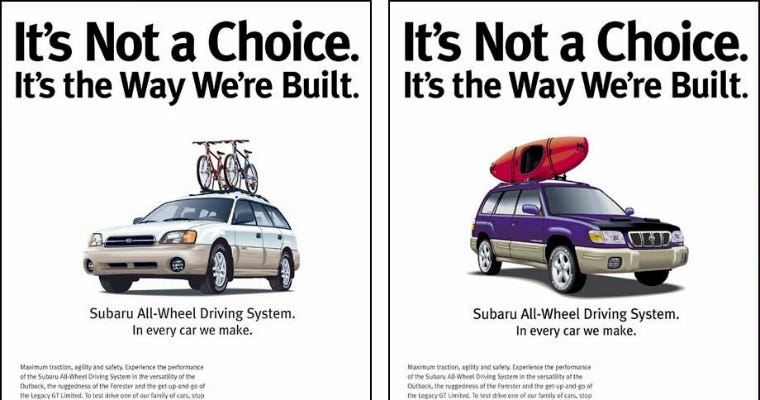 It's Not a Choice.
It's the Way We're Built.
Subaru All-Wheel Driving System.
In every car we make.
Maximum traction, agility and safety. Experience the performance
of the Subaru All-Wheel Driving System in the versatility of the
Outback, the ruggedness of the Forester and the get-up-and-go of
the Legacy GT Limited. To test drive one of our family of cars, stop
It's Not a Choice.
It's the Way We're Built.
Subaru All-Wheel Driving System.
In every car we make.
Maximum traction, agility and safety. Experience the performance
of the Subaru All-Wheel Driving System in the versatility of the
Outback, the ruggedness of the Forester and the get-up-and-go of
the Legacy GT Limited. To test drive one of our family of cars, stop